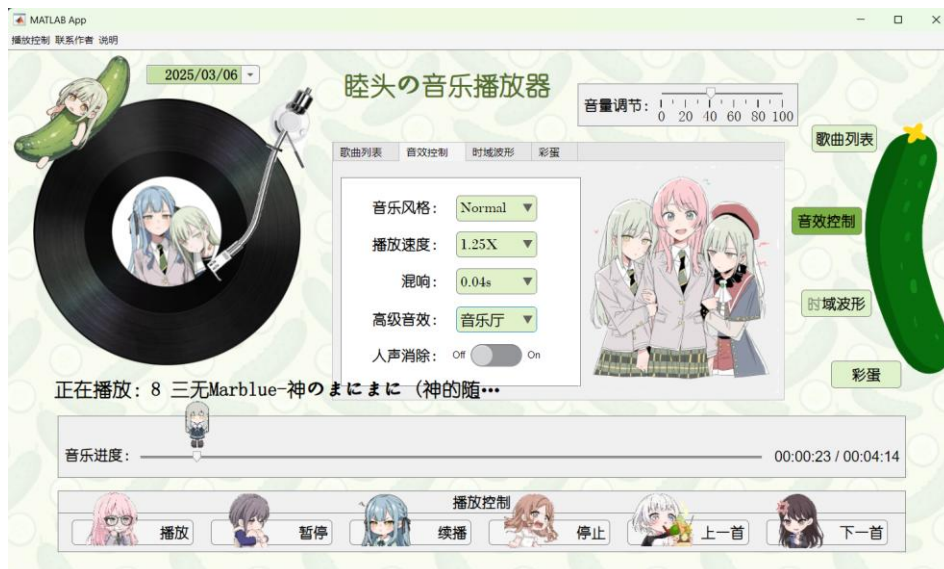 MATLAB App
播放控制 联系作者 说明
2025/03/06
睦头の音乐播放器
音量调节:
0 20 40 60 80 100
歌曲列表
歌曲列表 音效控制 时域波形 彩蛋
音乐风格: Normal
音效控制
播放速度: 1.25X
混响: 0.04s
时域波形
高级音效: 音乐厅
人声消除: Off On
彩蛋
正在播放: 8 三无Marblue-神のまにまに (神的随…
音乐进度: 00:00:23 / 00:04:14
播放控制
播放 暂停 续播 停止 上一首 下一首